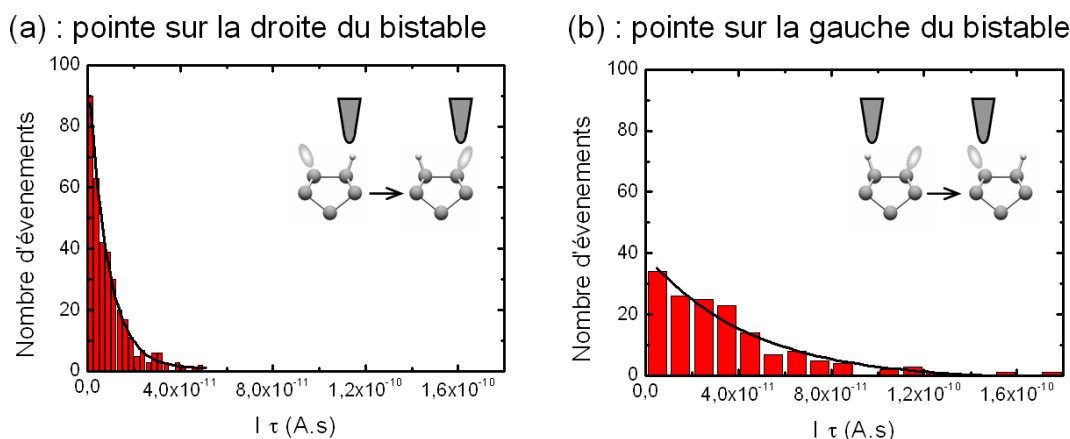 (a) : pointe sur la droite du bistable
(b) : pointe sur la gauche du bistable
100
80
60
40
20
0
Nombre d'évenements
0,0
4,0x10-11
8,0x10-11
1,2x10-10
1,6x10-10
I τ (A.s)
100
80
60
40
20
0
Nombre d'évenements
0,0
4,0x10-11
8,0x10-11
1,2x10-10
1,6x10-10
I τ (A.s)